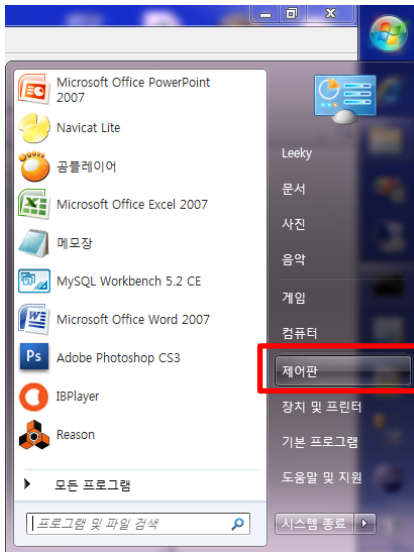 Microsoft Office PowerPoint
2007
Navicat Lite
곰플레이어
Microsoft Office Excel 2007
메모장
MySQL Workbench 5.2 CE
Microsoft Office Word 2007
Ps
Adobe Photoshop CS3
IBPlayer
Reason
모든 프로그램
프로그램 및 파일 검색
Leeky
문서
사진
음악
게임
컴퓨터
제어판
장치 및 프린터
기본 프로그램
도움말 및 지원
시스템 종료